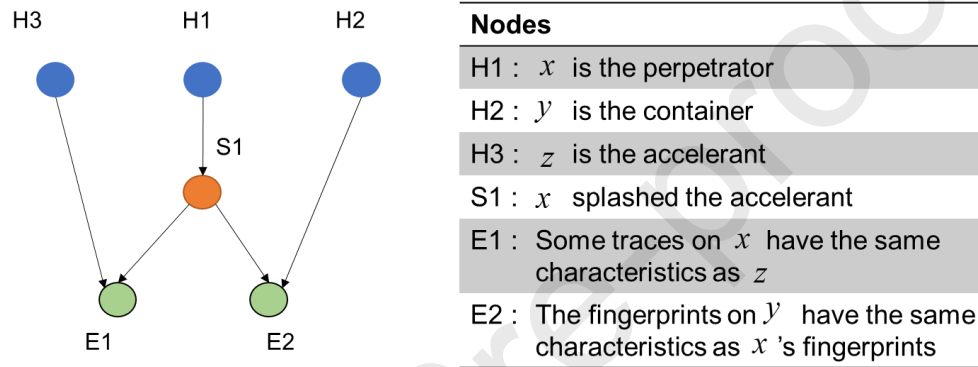 H3 H1 H2
S1
E1 E2
Nodes
H1 : x is the perpetrator
H2 : y is the container
H3 : z is the accelerant
S1 : x splashed the accelerant
E1 : Some traces on x have the same
characteristics as z
E2 : The fingerprints on y have the same
characteristics as x 's fingerprints